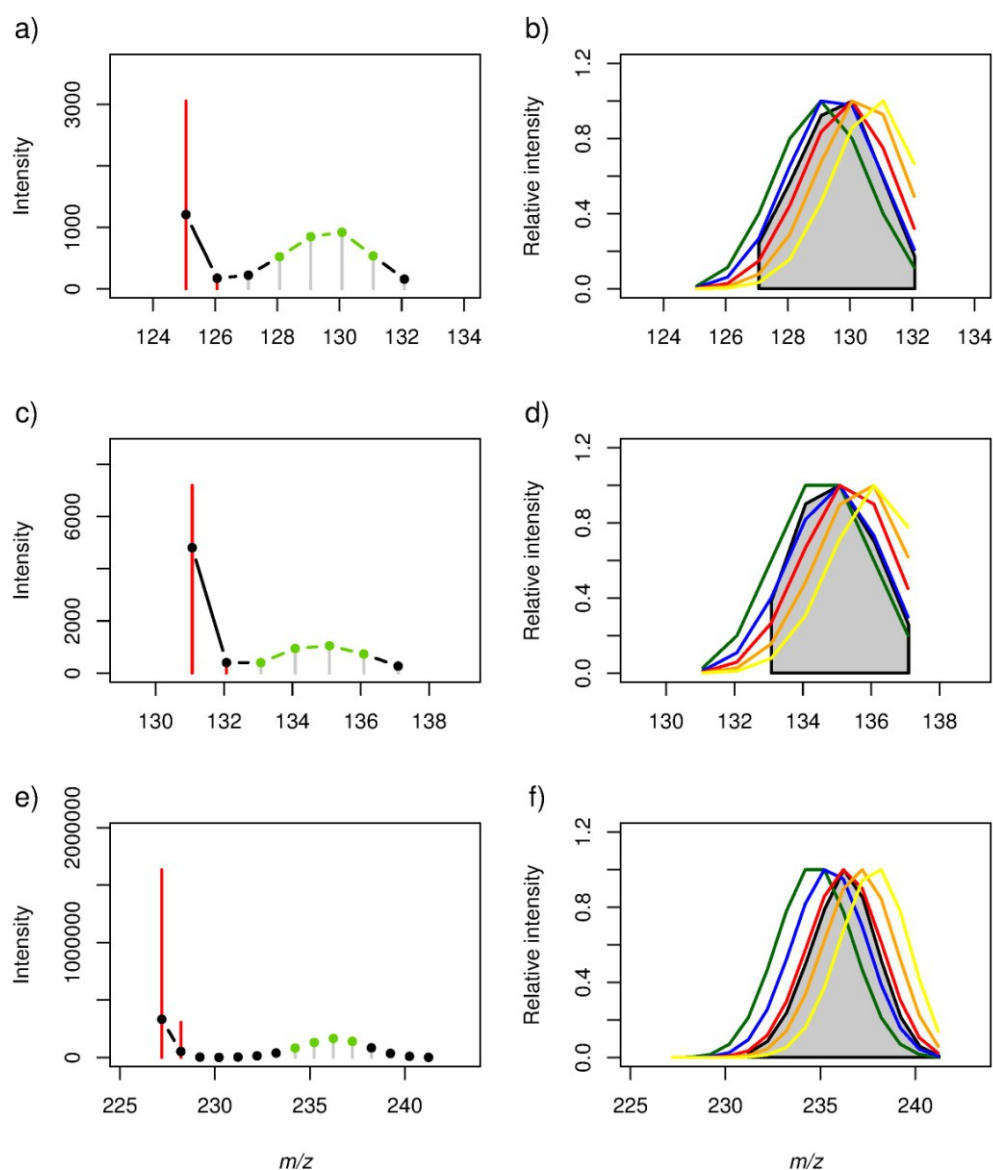 a)
Intensity
0 1000 3000
124 126 128 130 132 134
b)
Relative intensity
0.0 0.4 0.8 1.2
124 126 128 130 132 134
c)
Intensity
0 2000 6000
130 132 134 136 138
d)
Relative intensity
0.0 0.4 0.8 1.2
130 132 134 136 138
e)
Intensity
0 1000000 2000000
225 230 235 240
m/z
f)
Relative intensity
0.0 0.4 0.8 1.2
225 230 235 240
m/z